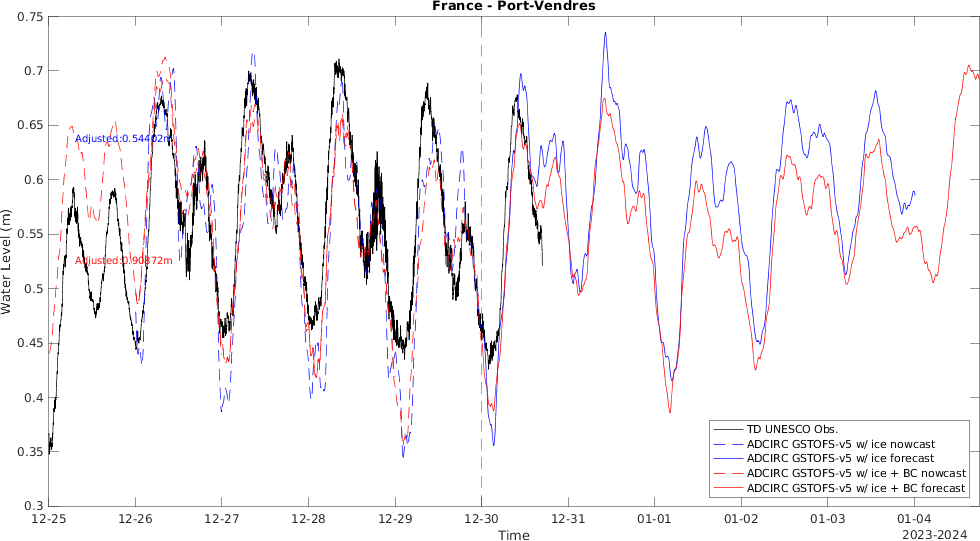 France - Port-Vendres
0.75
0.7
0.65
0.6
0.55
0.5
0.45
0.4
0.35
0.3
Water Level (m)
Adjusted:0.54402m
Adjusted:0.90872m
TD UNESCO Obs.
ADCIRC GSTOFS-v5 w/ ice nowcast
ADCIRC GSTOFS-v5 w/ ice forecast
ADCIRC GSTOFS-v5 w/ ice + BC nowcast
ADCIRC GSTOFS-v5 w/ ice + BC forecast
12-25 12-26 12-27 12-28 12-29 12-30 12-31 01-01 01-02 01-03 01-04
Time
2023-2024